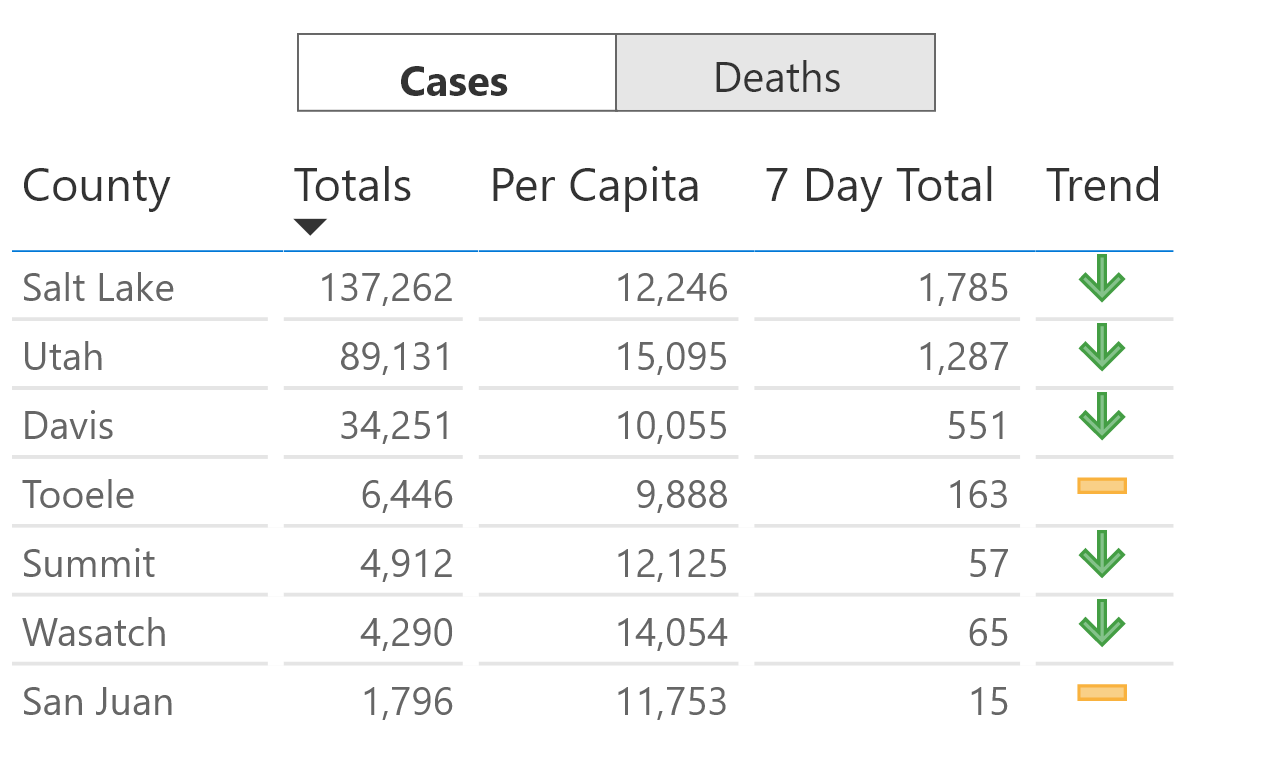 Cases Deaths
County Totals Per Capita 7 Day Total Trend
Salt Lake 137,262 12,246 1,785
Utah 89,131 15,095 1,287
Davis 34,251 10,055 551
Tooele 6,446 9,888 163
Summit 4,912 12,125 57
Wasatch 4,290 14,054 65
San Juan 1,796 11,753 15